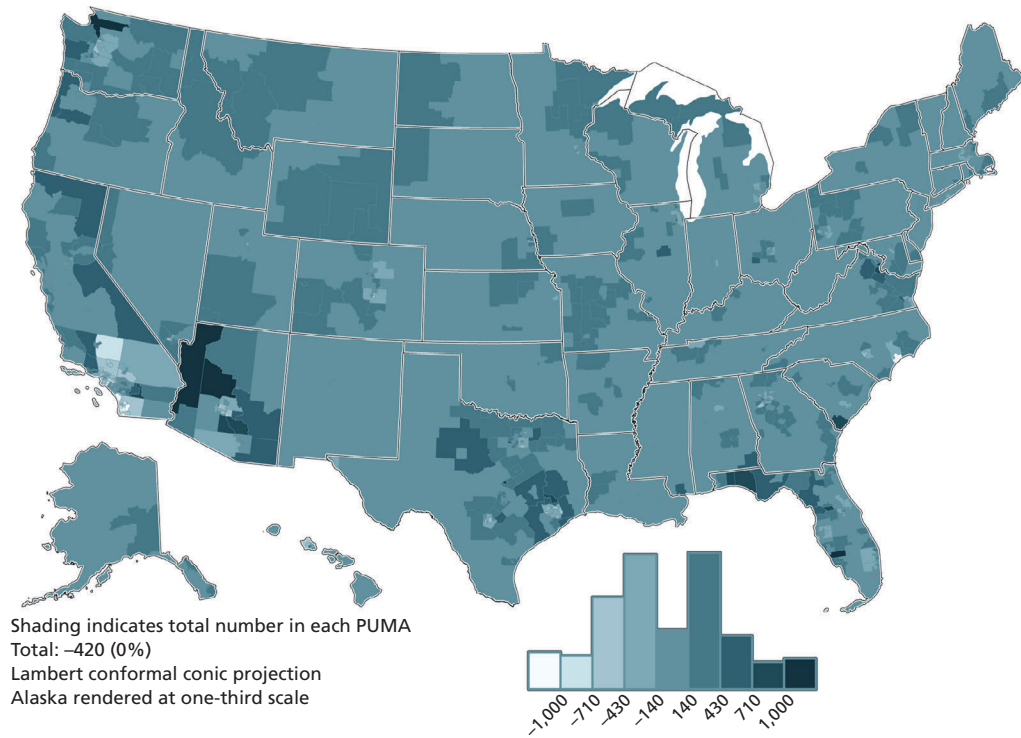 Shading indicates total number in each PUMA
Total: –420 (0%)
Lambert conformal conic projection
Alaska rendered at one-third scale
–1,000
–710
–430
–140
140
430
710
1,000